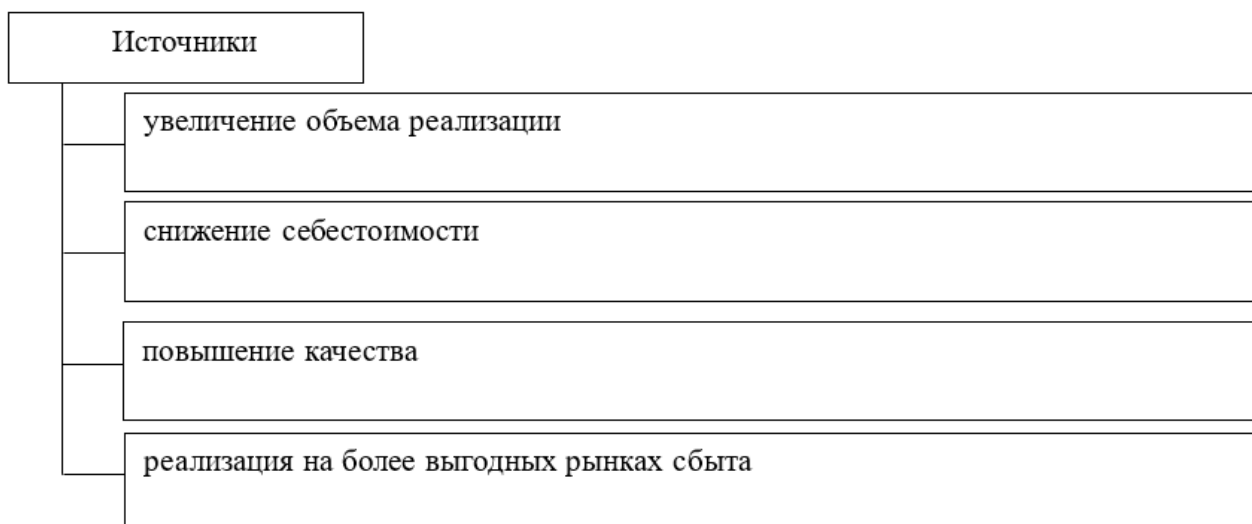 Источники
увеличение объема реализации
снижение себестоимости
повышение качества
реализация на более выгодных рынках сбыта